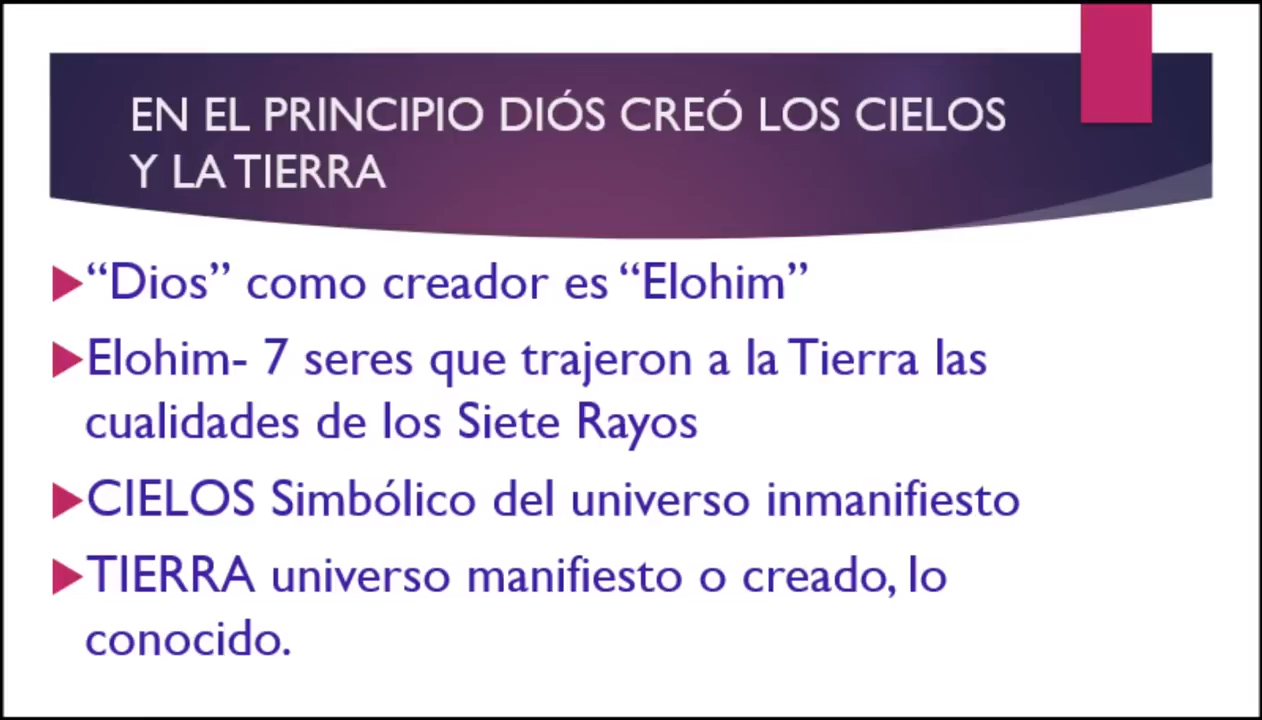 EN EL PRINCIPIO DIÓS CREÓ LOS CIELOS
Y LA TIERRA
“Dios” como creador es “Elohim”
Elohim- 7 seres que trajeron a la Tierra las
cualidades de los Siete Rayos
CIELOS Simbólico del universo inmanifiesto
TIERRA universo manifiesto o creado, lo
conocido.